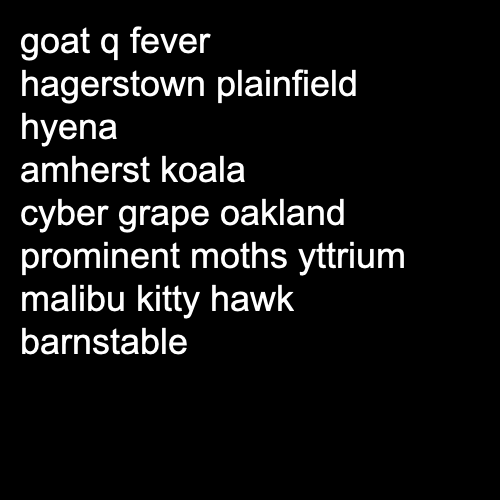 goat q fever
hagerstown plainfield
hyena
amherst koala
cyber grape oakland
prominent moths yttrium
malibu kitty hawk
barnstable